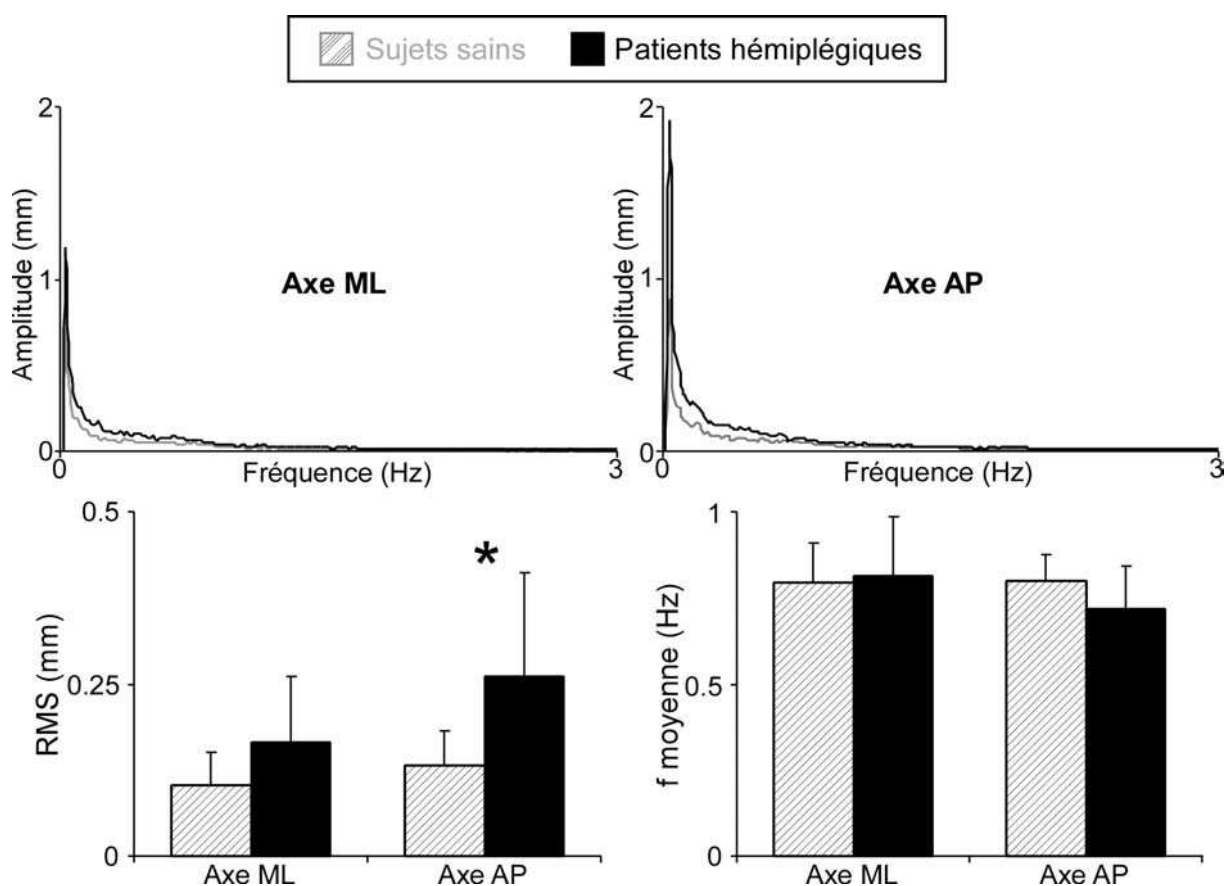 Sujets sains Patients hémiplégiques
2 2
Amplitude (mm) Amplitude (mm)
1 Axe ML 1 Axe AP
0 0
0 Fréquence (Hz) 3 0 Fréquence (Hz) 3
0.5 1
*
RMS (mm) f moyenne (Hz)
0.25 0.5
0 0
Axe ML Axe AP Axe ML Axe AP